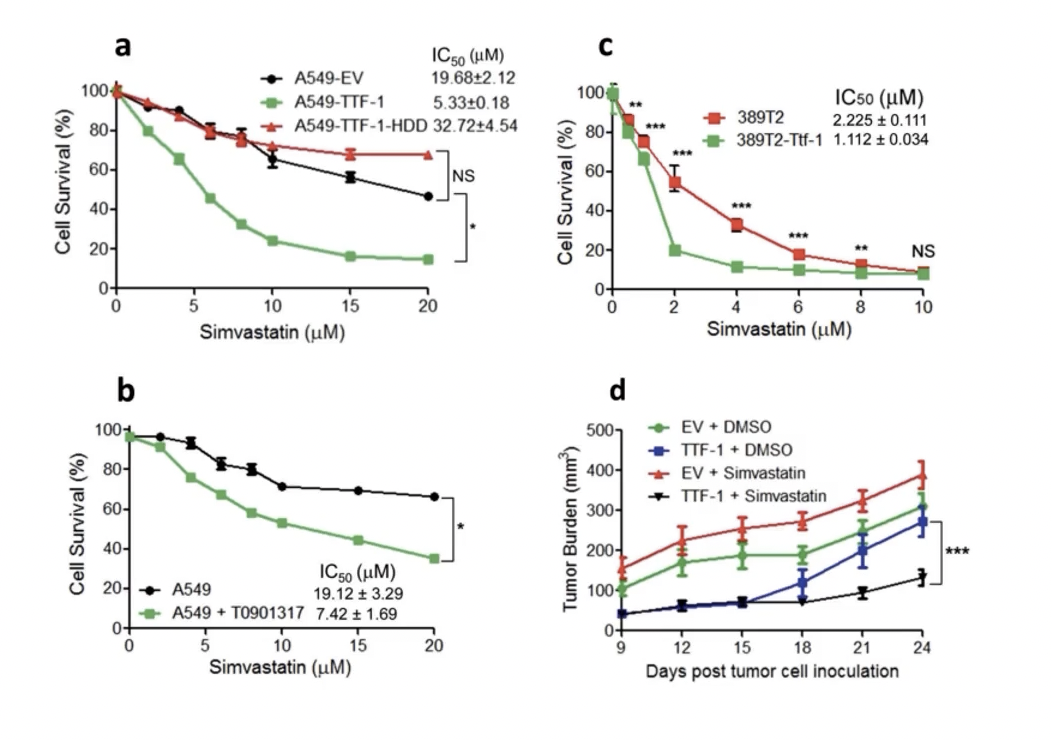 a
IC50 (μM)
A549-EV 19.68±2.12
A549-TTF-1 5.33±0.18
A549-TTF-1-HDD 32.72±4.54
Cell Survival (%)
100
80
60
40
20
0
NS
*
0 5 10 15 20
Simvastatin (μM)
c
IC50 (μM)
389T2 2.225 ± 0.111
389T2-Ttf-1 1.112 ± 0.034
Cell Survival (%)
100
80
60
40
20
0
**
***
***
***
***
**
NS
0 2 4 6 8 10
Simvastatin (μM)
b
Cell Survival (%)
100
80
60
40
20
0
*
IC50 (μM)
A549 19.12 ± 3.29
A549 + T0901317 7.42 ± 1.69
0 5 10 15 20
Simvastatin (μM)
d
EV + DMSO
TTF-1 + DMSO
EV + Simvastatin
TTF-1 + Simvastatin
Tumor Burden (mm3)
500
400
300
200
100
0
***
9 12 15 18 21 24
Days post tumor cell inoculation